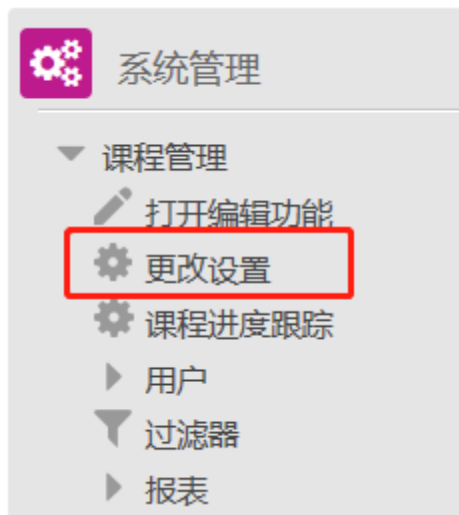 系统管理
课程管理
打开编辑功能
更改设置
课程进度跟踪
用户
过滤器
报表